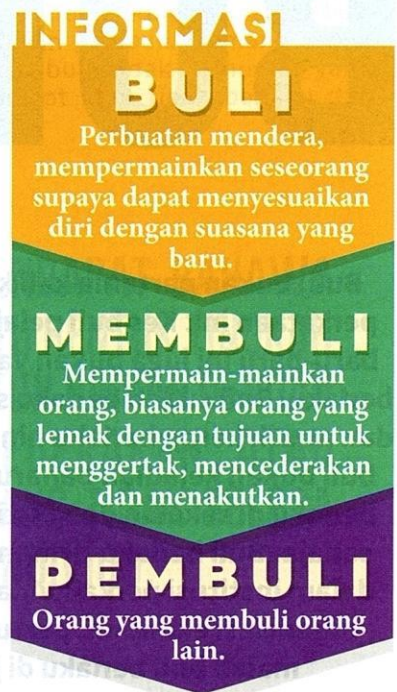 INFORMASI
BULI
Perbuatan mendera,
mempermainkan seseorang
supaya dapat menyesuaikan
diri dengan suasana yang
baru.
MEMBULI
Mempermain-mainkan
orang, biasanya orang yang
lemak dengan tujuan untuk
menggertak, mencederakan
dan menakutkan.
PEMBULI
Orang yang membuli orang
lain.